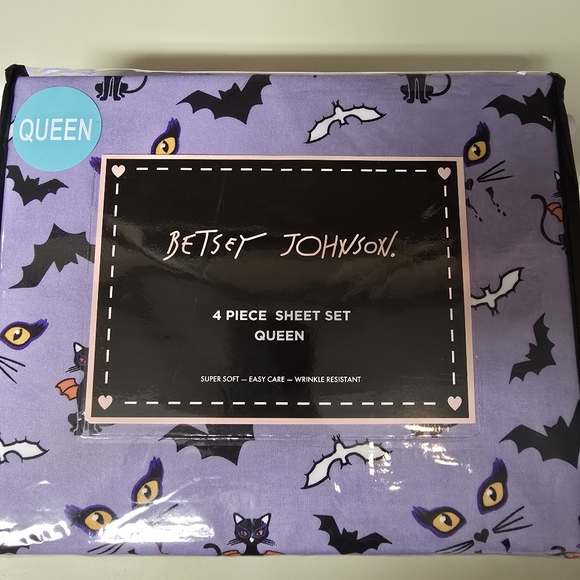 QUEEN
BETSEY JOHNSON.
4 PIECE SHEET SET
QUEEN
SUPER SOFT — EASY CARE — WRINKLE RESISTANT